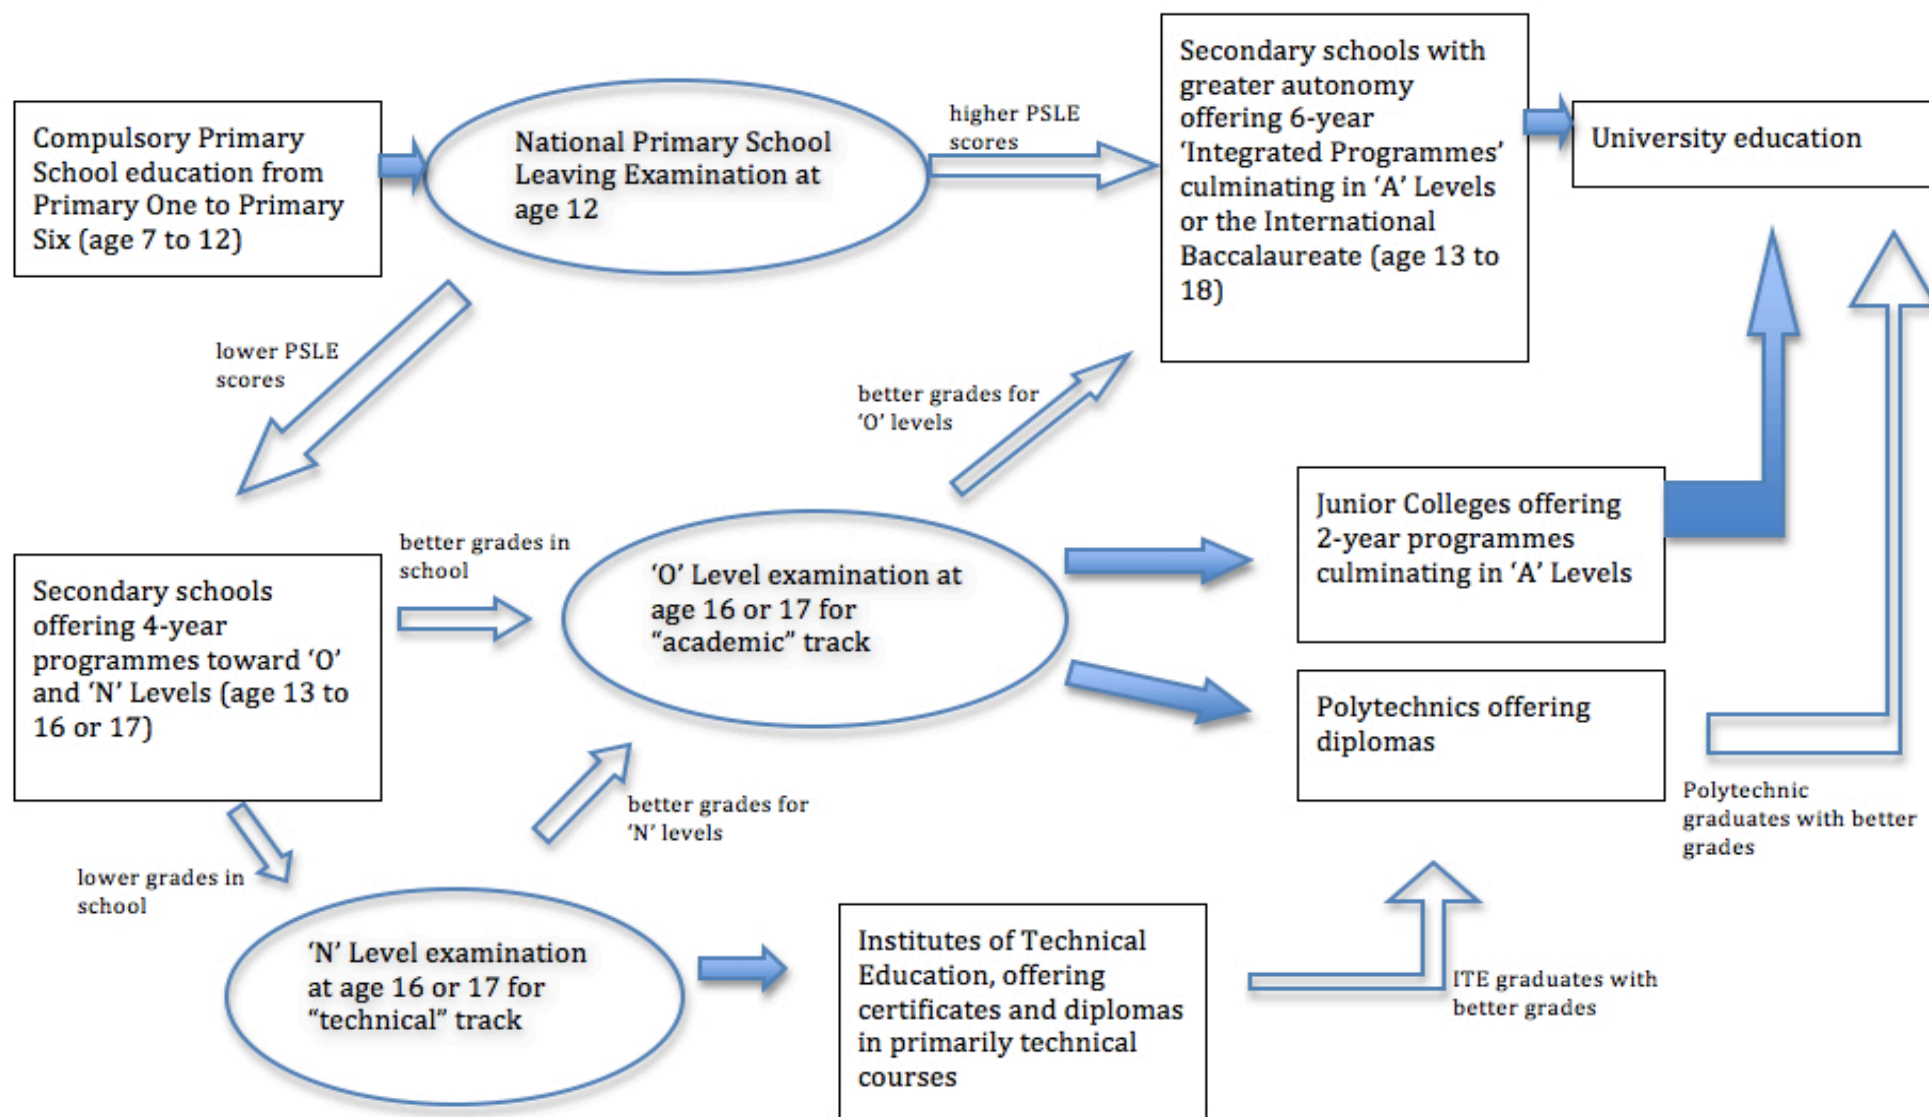 Compulsory Primary
School education from
Primary One to Primary
Six (age 7 to 12)
National Primary School
Leaving Examination at
age 12
higher PSLE
scores
Secondary schools with
greater autonomy
offering 6-year
‘Integrated Programmes’
culminating in ‘A’ Levels
or the International
Baccalaureate (age 13 to
18)
University education
lower PSLE
scores
better grades for
‘O’ levels
Secondary schools
offering 4-year
programmes toward ‘O’
and ‘N’ Levels (age 13 to
16 or 17)
better grades in
school
‘O’ Level examination at
age 16 or 17 for
“academic” track
Junior Colleges offering
2-year programmes
culminating in ‘A’ Levels
Polytechnics offering
diplomas
Polytechnic
graduates with better
grades
lower grades in
school
better grades for
‘N’ levels
‘N’ Level examination
at age 16 or 17 for
“technical” track
Institutes of Technical
Education, offering
certificates and diplomas
in primarily technical
courses
ITE graduates with
better grades